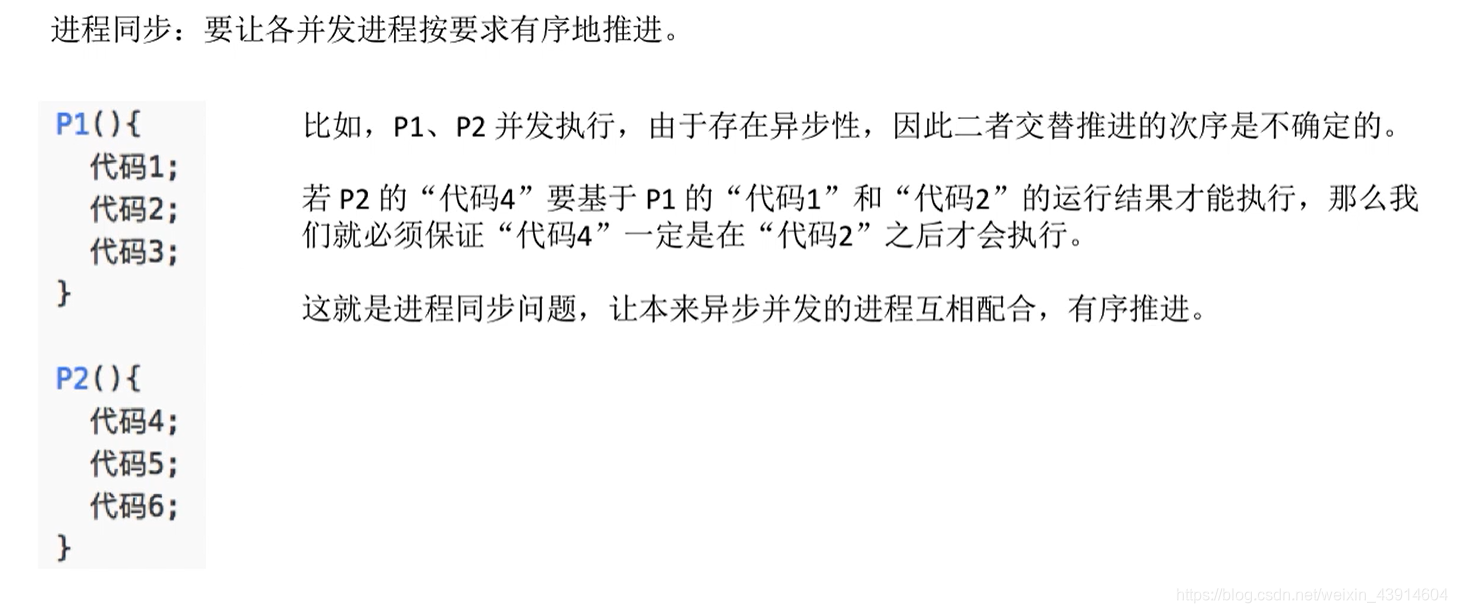 进程同步：要让各并发进程按要求有序地推进。
P1(){
代码1;
代码2;
代码3;
}
P2(){
代码4;
代码5;
代码6;
}
比如，P1、P2 并发执行，由于存在异步性，因此二者交替推进的次序是不确定的。
若 P2 的“代码4”要基于 P1 的“代码1”和“代码2”的运行结果才能执行，那么我
们就必须保证“代码4”一定是在“代码2”之后才会执行。
这就是进程同步问题，让本来异步并发的进程互相配合，有序推进。
https://blog.csdn.net/weixin_43914604